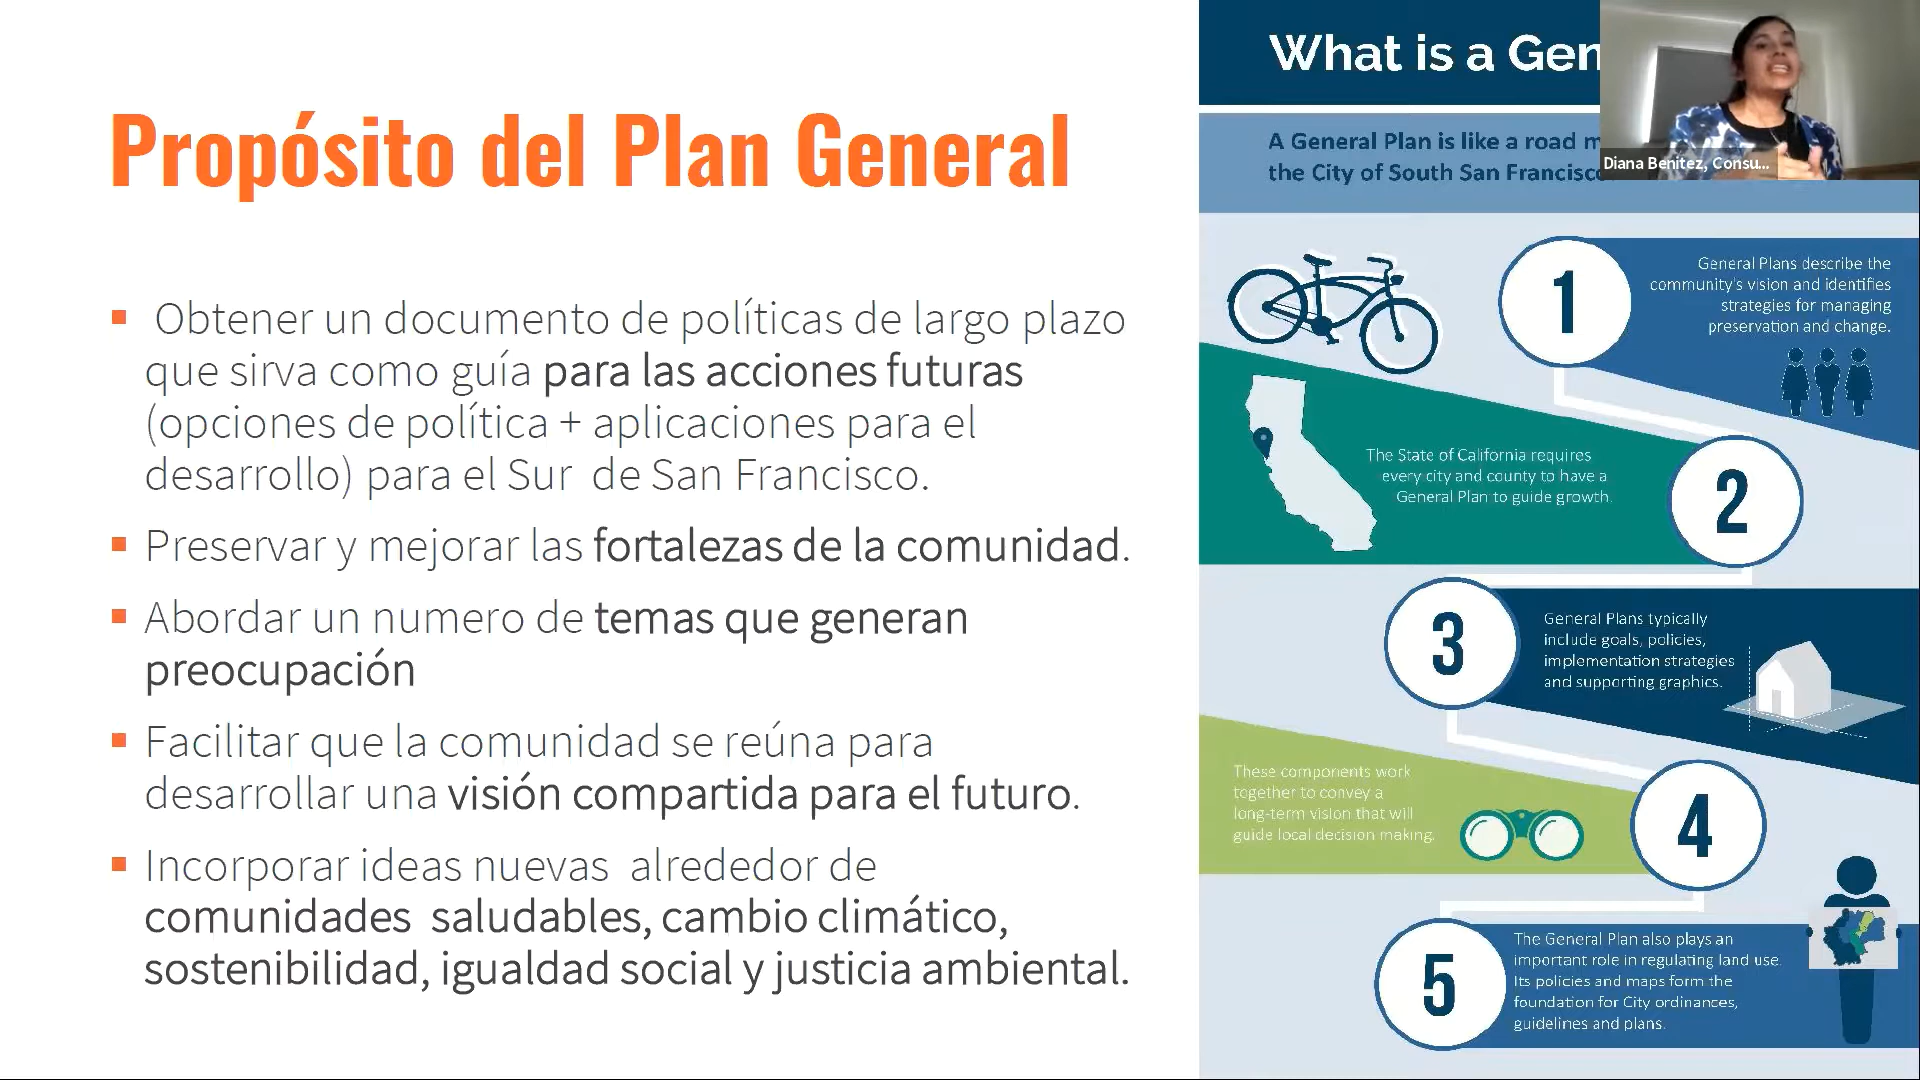 Propósito del Plan General
Obtener un documento de políticas de largo plazo
que sirva como guía para las acciones futuras
(opciones de política + aplicaciones para el
desarrollo) para el Sur de San Francisco.
Preservar y mejorar las fortalezas de la comunidad.
Abordar un numero de temas que generan
preocupación
Facilitar que la comunidad se reúna para
desarrollar una visión compartida para el futuro.
Incorporar ideas nuevas alrededor de
comunidades saludables, cambio climático,
sostenibilidad, igualdad social y justicia ambiental.
What is a Gen
A General Plan is like a road m
the City of South San Francisco
Diana Benitez, Consu...
1
General Plans describe the
community's vision and identifies
strategies for managing
preservation and change.
The State of California requires
every city and county to have a
General Plan to guide growth.
2
3
General Plans typically
include goals, policies,
implementation strategies
and supporting graphics.
These components work
together to convey a
long-term vision that will
guide local decision making.
4
5
The General Plan also plays an
important role in regulating land use.
Its policies and maps form the
foundation for City ordinances,
guidelines and plans.